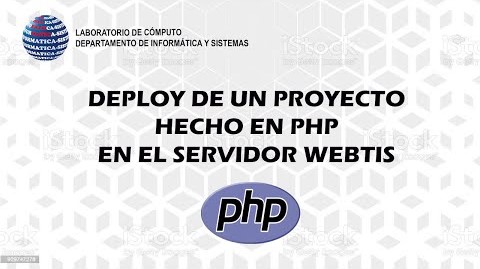 LABORATORIO DE CÓMPUTO
DEPARTAMENTO DE INFORMÁTICA Y SISTEMAS
DEPLOY DE UN PROYECTO
HECHO EN PHP
EN EL SERVIDOR WEBTIS
php
iStock